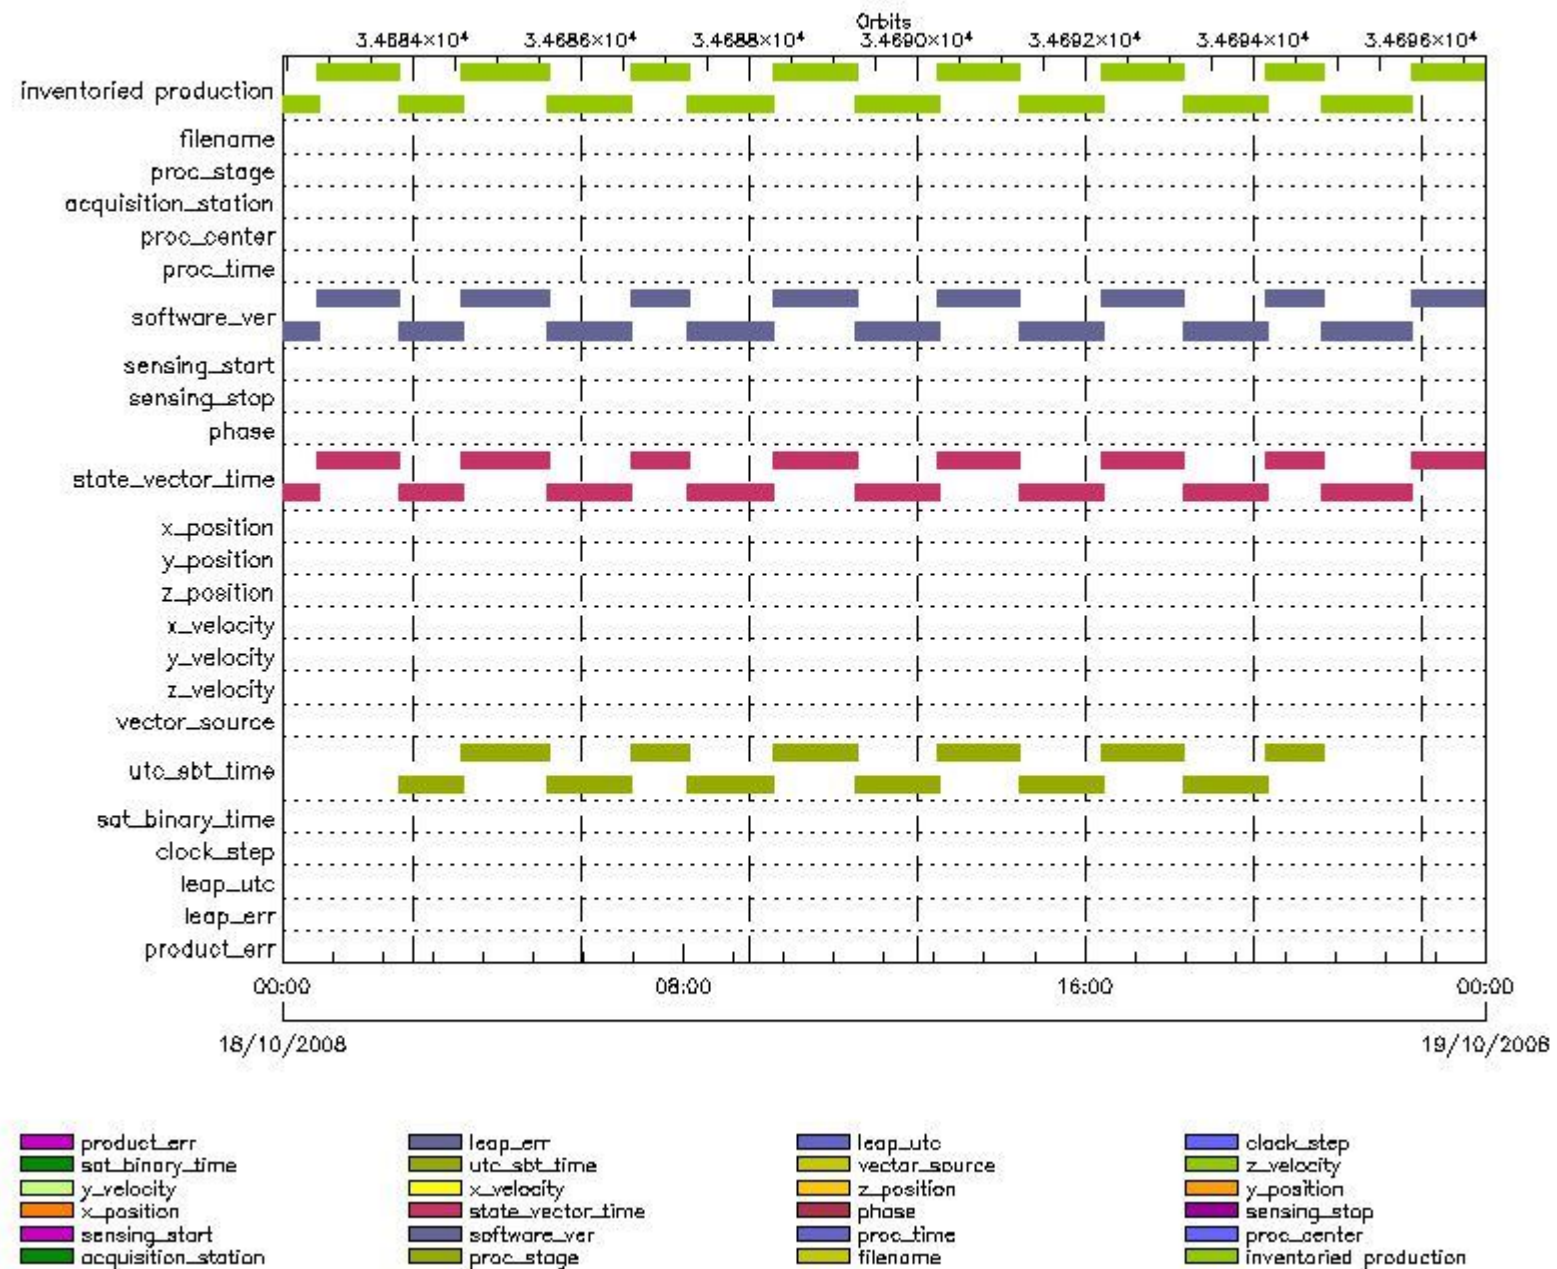 Orbits
3.4684×10⁴ 3.4686×10⁴ 3.4688×10⁴ 3.4690×10⁴ 3.4692×10⁴ 3.4694×10⁴ 3.4696×10⁴
inventoried production
filename
proc_stage
acquisition_station
proc_center
proc_time
software_ver
sensing_start
sensing_stop
phase
state_vector_time
x_position
y_position
z_position
x_velocity
y_velocity
z_velocity
vector_source
utc_sbt_time
sat_binary_time
clock_step
leap_utc
leap_err
product_err
00:00 08:00 16:00 00:00
18/10/2008 19/10/2008
product_err leap_err leap_utc clock_step
sat_binary_time utc_sbt_time vector_source z_velocity
y_velocity x_velocity z_position y_position
x_position state_vector_time phase sensing_stop
sensing_start software_ver proc_time proc_center
acquisition_station proc_stage filename inventoried production